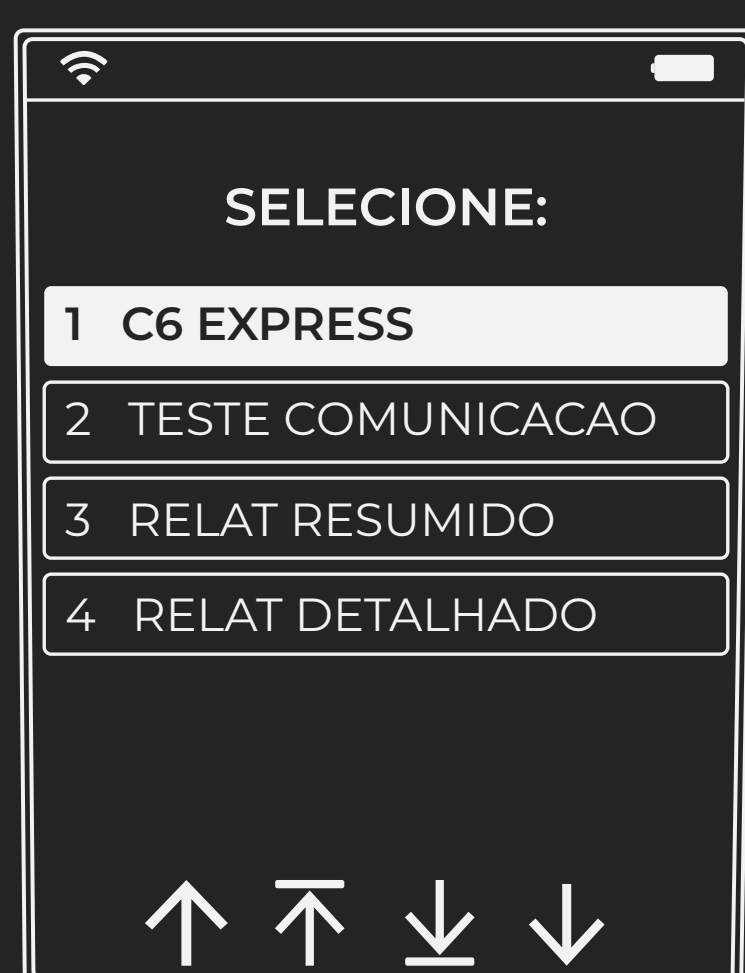 SELECIONE:
1 C6 EXPRESS
2 TESTE COMUNICACAO
3 RELAT RESUMIDO
4 RELAT DETALHADO